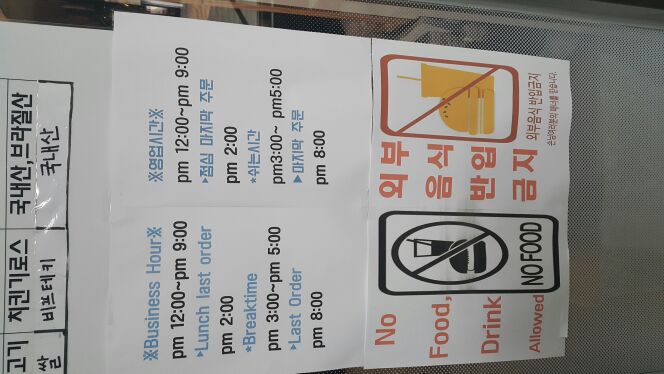 고기
치킨기로스
국내산,브라질산
쌀
비프테키
국내산
※영업시간※
pm 12:00~pm 9:00
▸점심 마지막 주문
pm 2:00
*쉬는시간
pm3:00~ pm5:00
▸마지막 주문
pm 8:00
※Business Hour※
pm 12:00~pm 9:00
▸Lunch last order
pm 2:00
*Breaktime
pm 3:00~pm 5:00
▸Last Order
pm 8:00
외부음식 반입금지
외부
음식
반입
금지
NO FOOD
No
Food,
Drink
Allowed